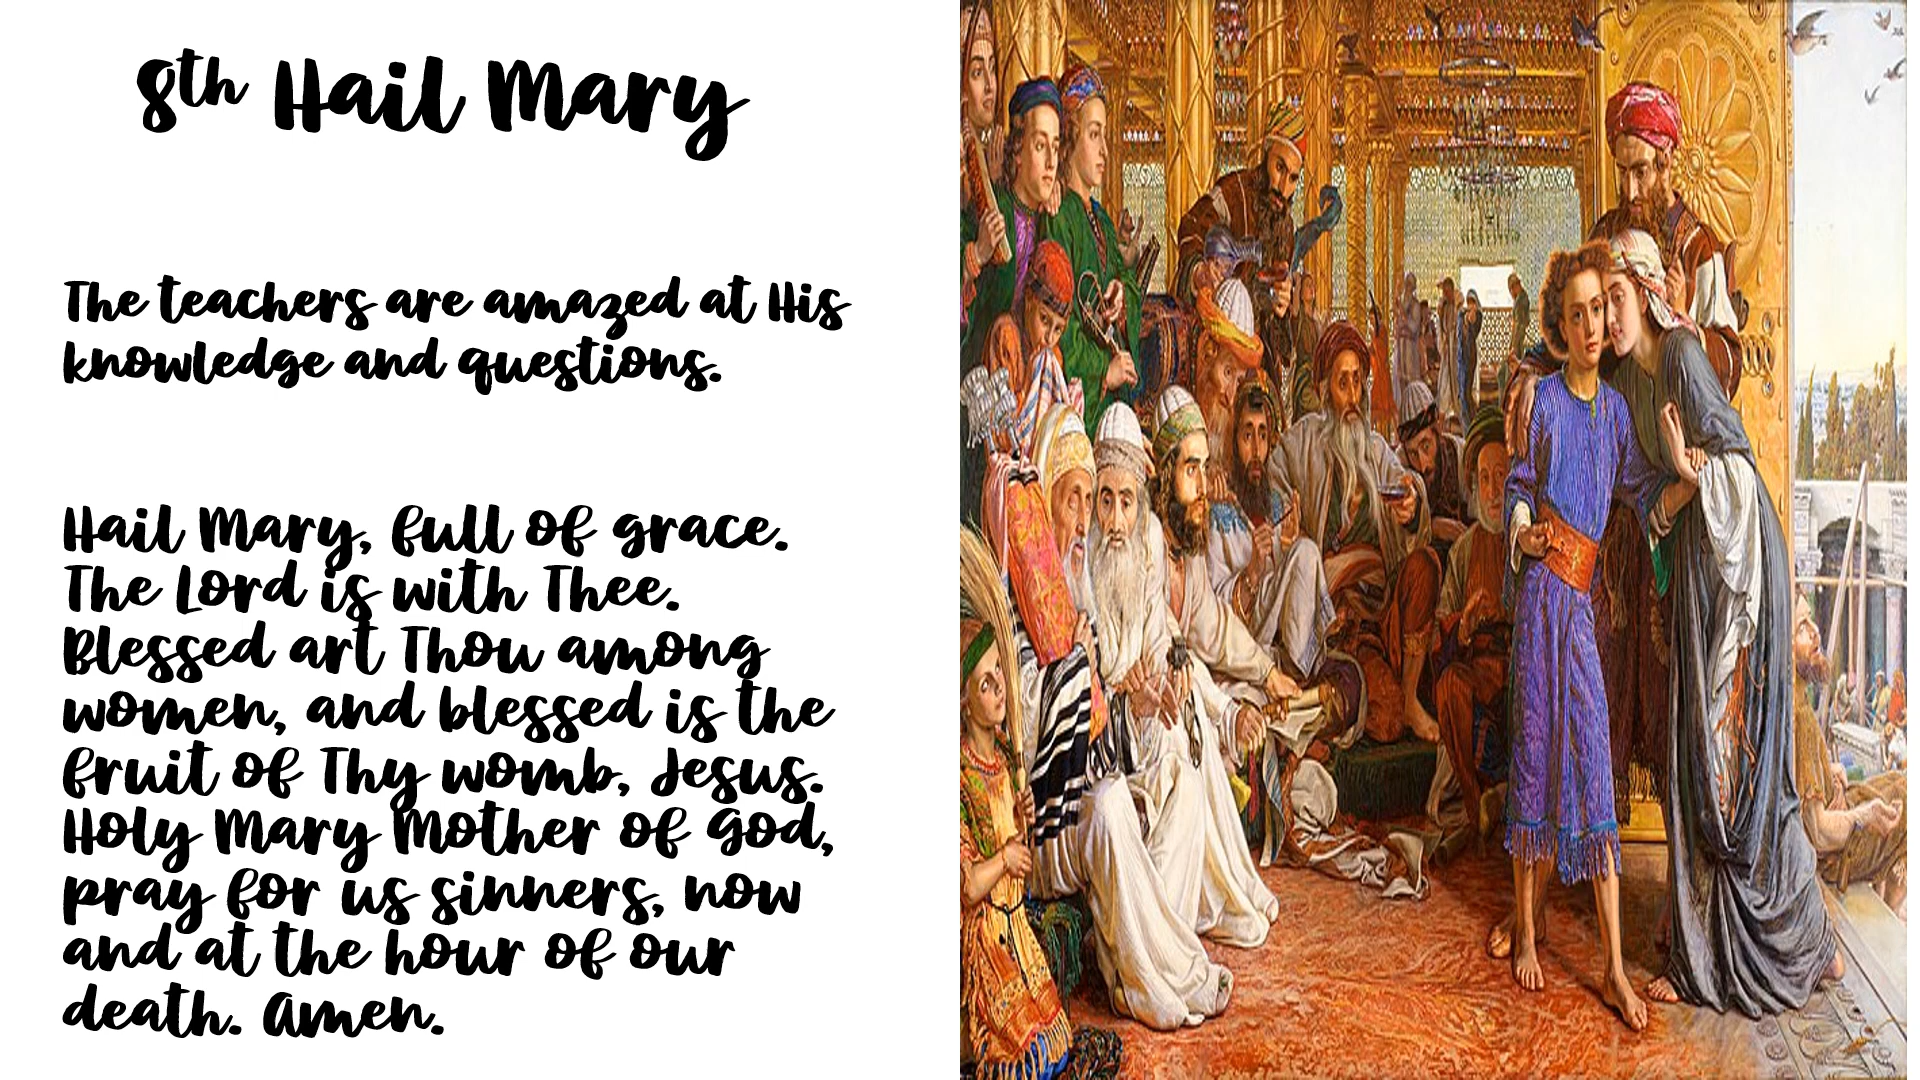 8th Hail Mary
The teachers are amazed at His
knowledge and questions.
Hail Mary, full of grace.
The Lord is with Thee.
Blessed art Thou among
women, and blessed is the
fruit of Thy womb, Jesus.
Holy Mary Mother of God,
pray for us sinners, now
and at the hour of our
death. Amen.